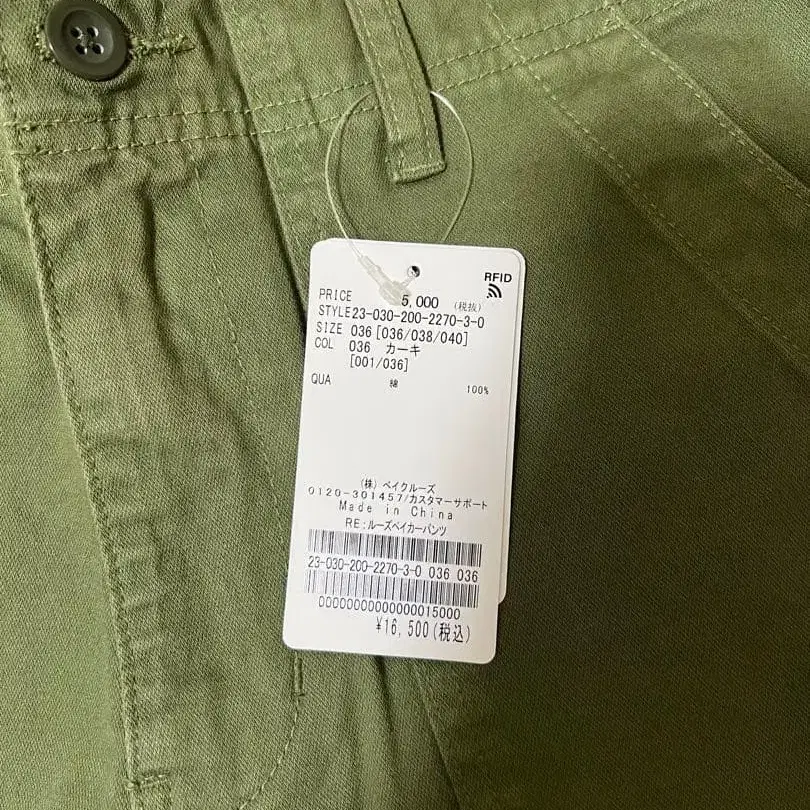 RFID
PRICE 5,000 (税抜)
STYLE 23-030-200-2270-3-0
SIZE 036 [036/038/040]
COL 036 カーキ
[001/036]
QUA 綿 100%
(株) ベイクルーズ
0120-301457/カスタマーサポート
Made in China
RE:ルーズベイカーパンツ
23-030-200-2270-3-0 036 036
00000000000000015000
¥16,500(税込)